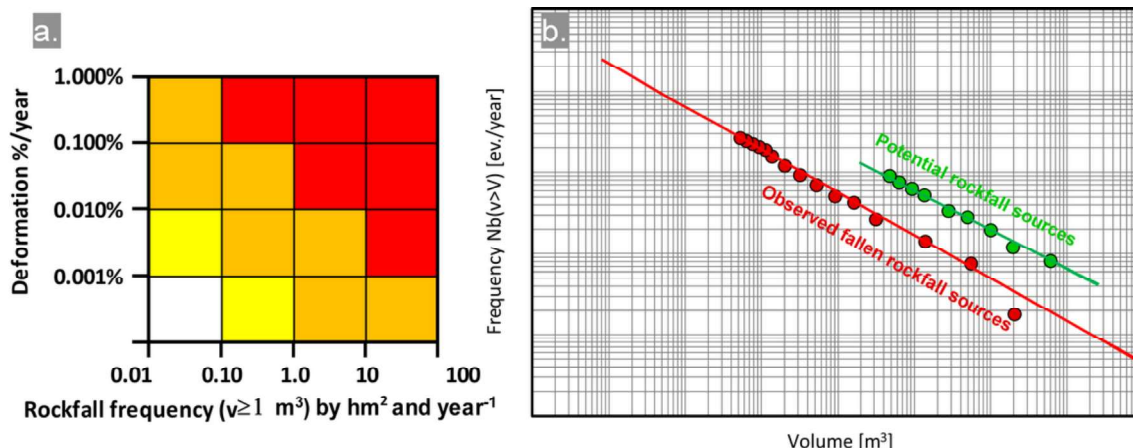 a.
1.000%
0.100%
0.010%
0.001%
Deformation %/year
0.01
0.10
1.0
10
100
Rockfall frequency (v≥1 m³) by hm² and year⁻¹
b.
Frequency Nb(v>V) [ev./year]
Potential rockfall sources
Observed fallen rockfall sources
Volume [m³]